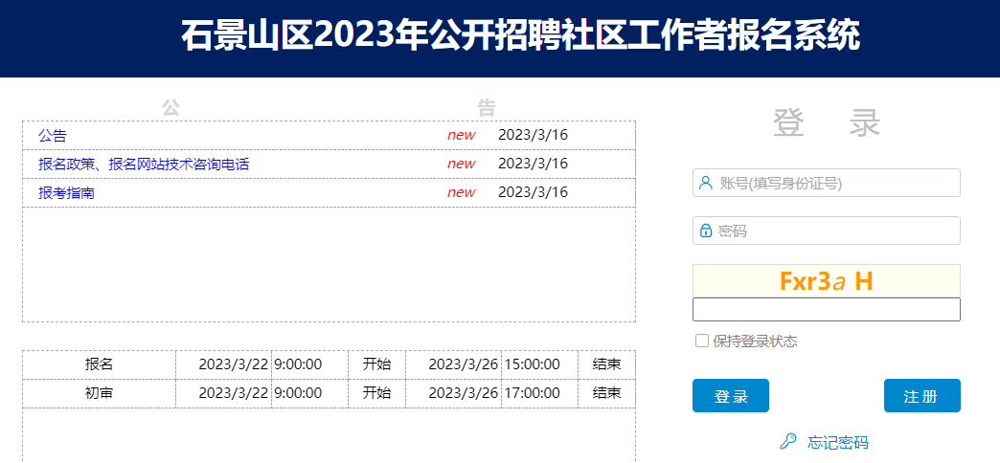 石景山区2023年公开招聘社区工作者报名系统
公 告
公告 new 2023/3/16
报名政策、报名网站技术咨询电话 new 2023/3/16
报考指南 new 2023/3/16
报名 2023/3/22 9:00:00 开始 2023/3/26 15:00:00 结束
初审 2023/3/22 9:00:00 开始 2023/3/26 17:00:00 结束
登 录
账号(填写身份证号)
密码
Fxr3a H
保持登录状态
登 录 注 册
忘记密码